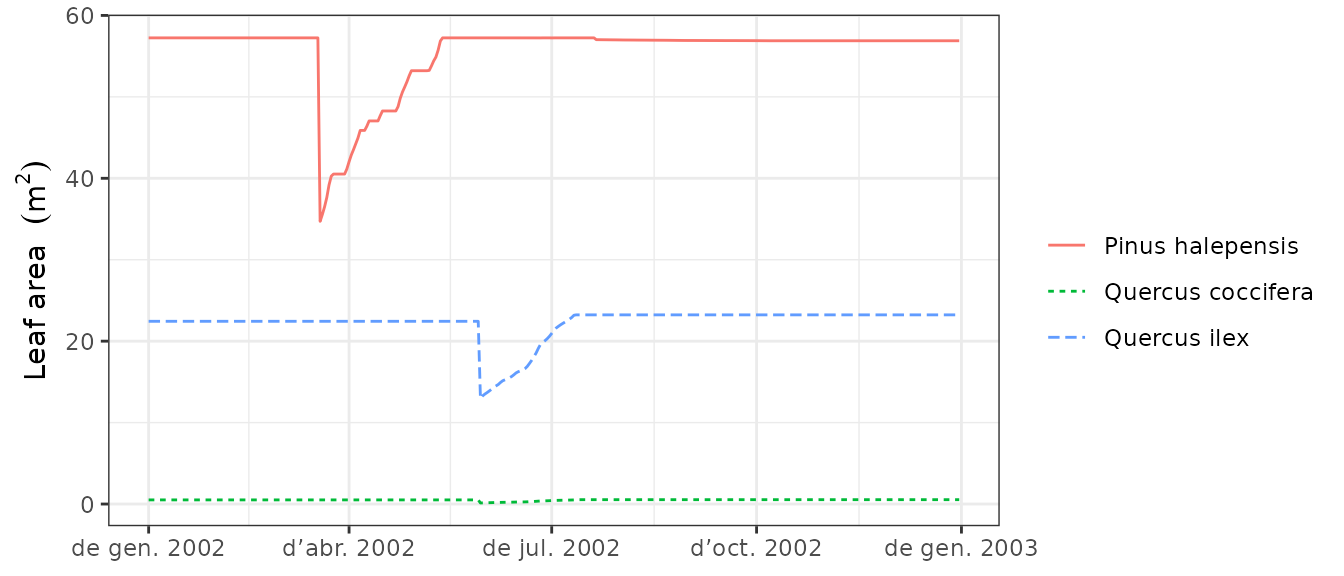 60
40
20
0
Leaf area (m²)
de gen. 2002
d’abr. 2002
de jul. 2002
d’oct. 2002
de gen. 2003
Pinus halepensis
Quercus coccifera
Quercus ilex